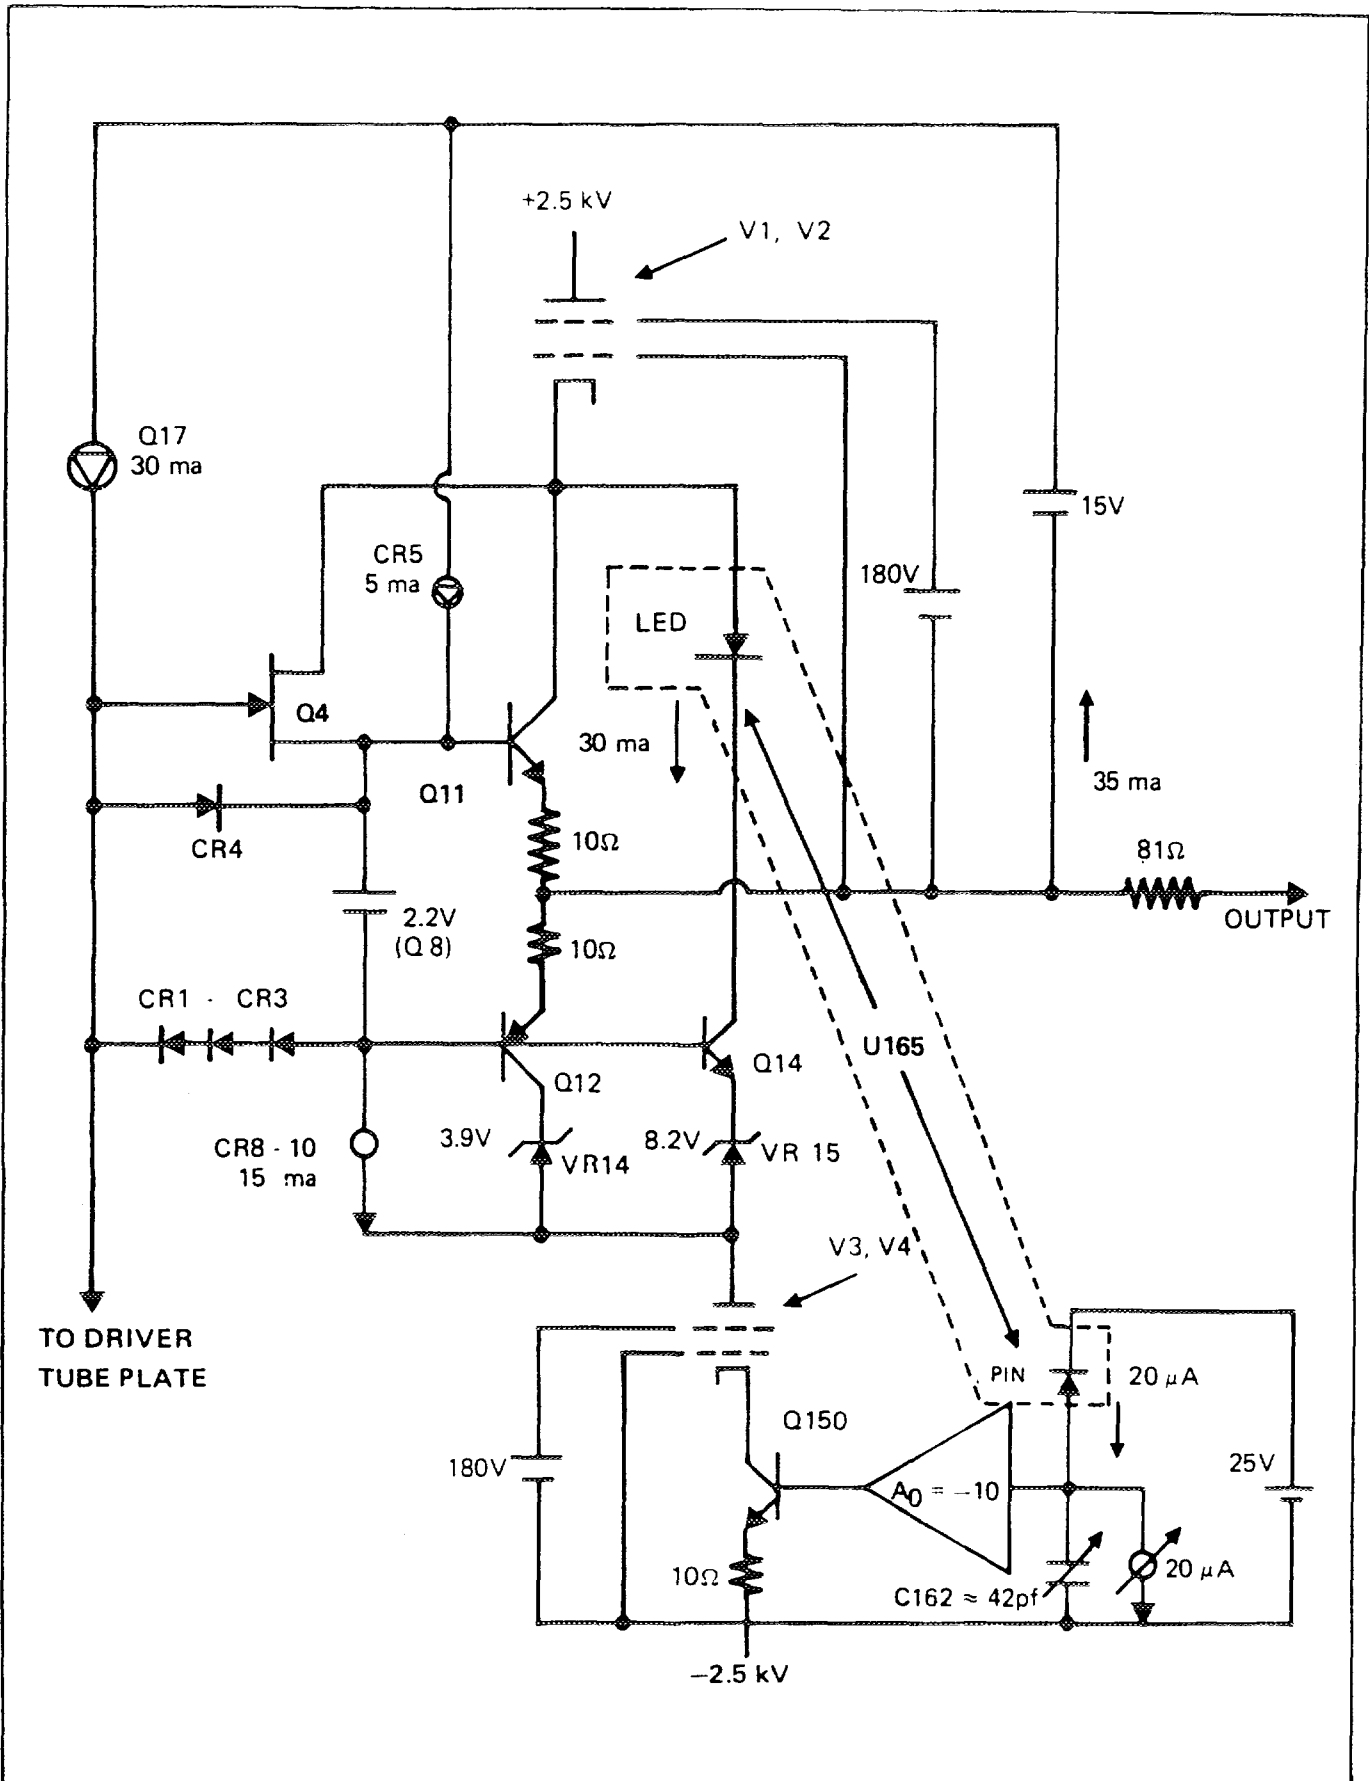 +2.5 kV
V1, V2
Q17
30 ma
15V
CR5
5 ma
180V
LED
Q4
30 ma
35 ma
Q11
CR4
10Ω
81Ω
2.2V
(Q 8)
OUTPUT
10Ω
CR1 - CR3
U165
Q12
Q14
3.9V
8.2V
CR8 - 10
15 ma
VR14
VR 15
V3, V4
TO DRIVER
TUBE PLATE
PIN
20 μA
Q150
180V
A0 = −10
25V
10Ω
C162 ≈ 42pf
20 μA
−2.5 kV